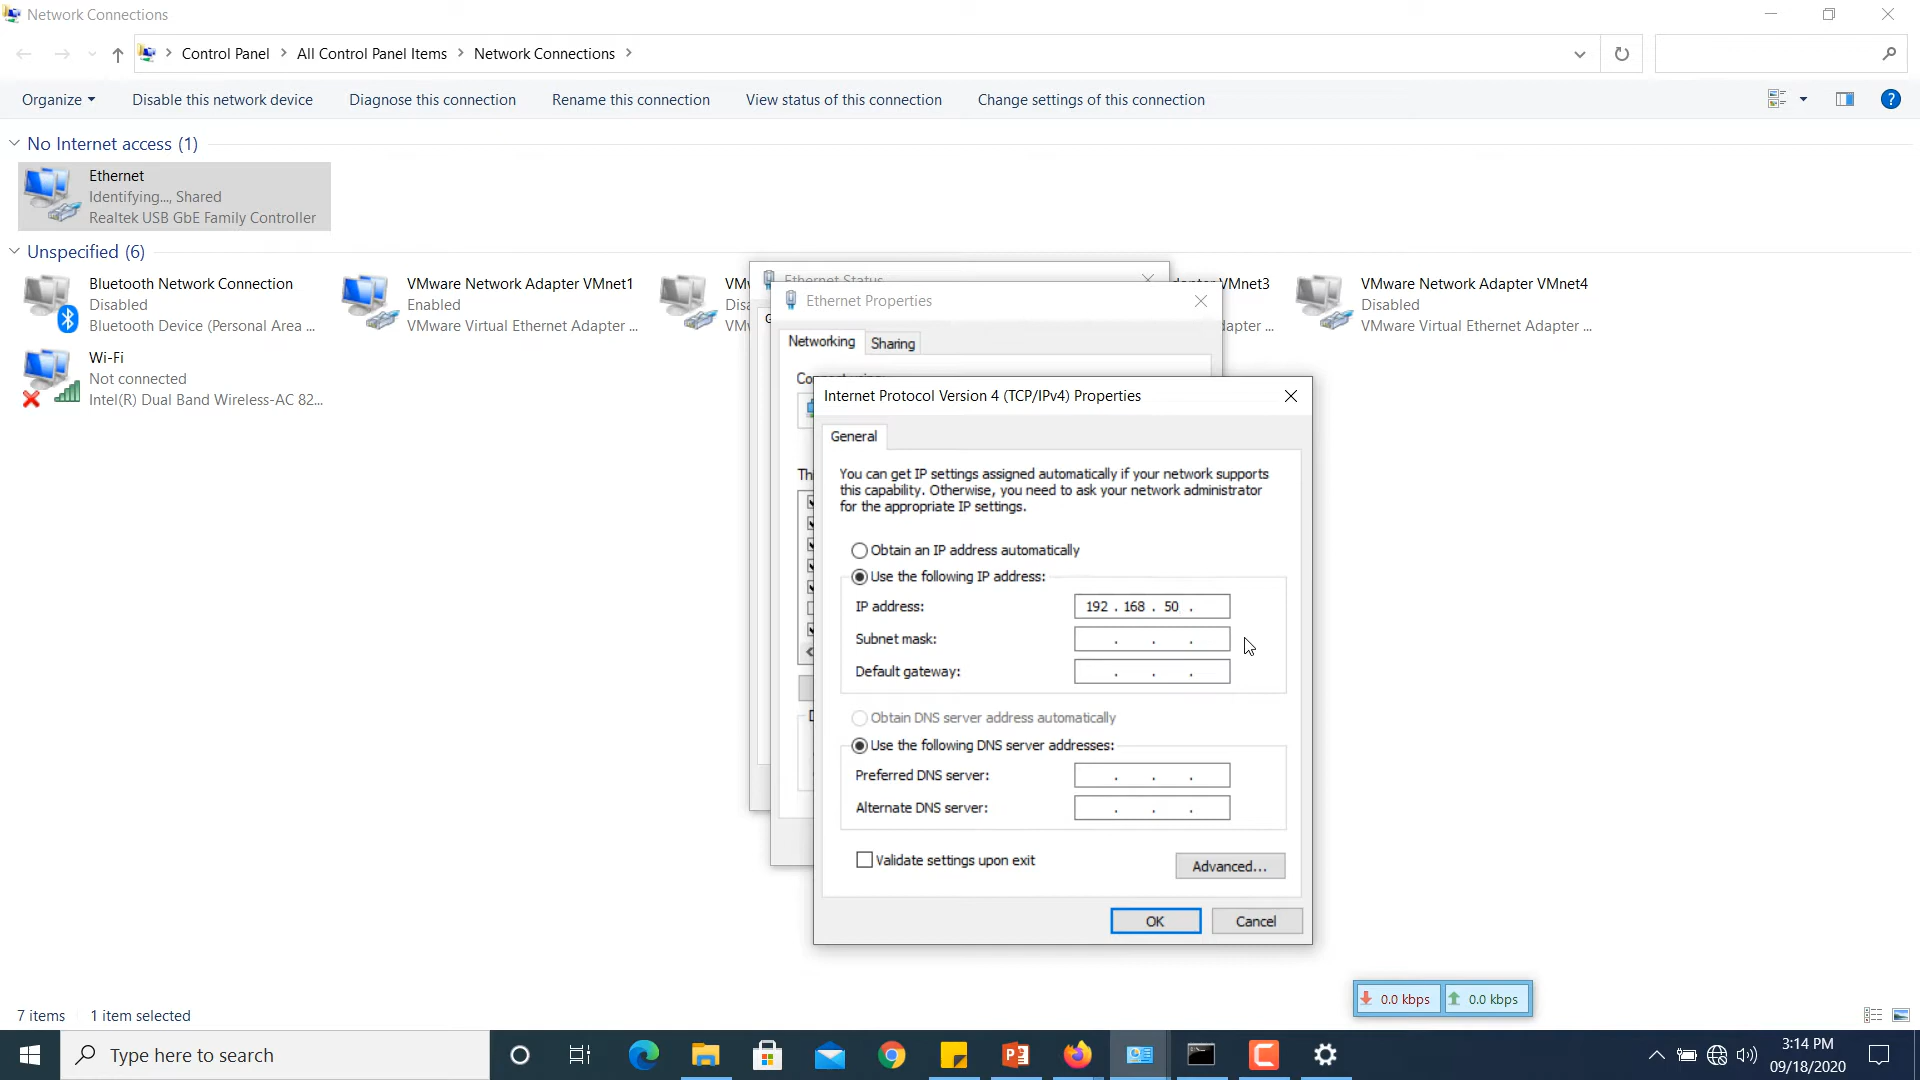 Network Connections
Control Panel
All Control Panel Items
Network Connections
Organize
Disable this network device
Diagnose this connection
Rename this connection
View status of this connection
Change settings of this connection
No Internet access (1)
Ethernet
Identifying..., Shared
Realtek USB GbE Family Controller
Unspecified (6)
Bluetooth Network Connection
Disabled
Bluetooth Device (Personal Area ...
VMware Network Adapter VMnet1
Enabled
VMware Virtual Ethernet Adapter ...
VMnet3
VMware Network Adapter VMnet4
Disabled
VMware Virtual Ethernet Adapter ...
Wi-Fi
Not connected
Intel(R) Dual Band Wireless-AC 82...
Ethernet Status
Ethernet Properties
Networking
Sharing
Internet Protocol Version 4 (TCP/IPv4) Properties
General
You can get IP settings assigned automatically if your network supports
this capability. Otherwise, you need to ask your network administrator
for the appropriate IP settings.
Obtain an IP address automatically
Use the following IP address:
IP address:
192 . 168 . 50 .
Subnet mask:
. . .
Default gateway:
. . .
Obtain DNS server address automatically
Use the following DNS server addresses:
Preferred DNS server:
. . .
Alternate DNS server:
. . .
Validate settings upon exit
Advanced...
OK
Cancel
0.0 kbps
0.0 kbps
7 items
1 item selected
Type here to search
3:14 PM
09/18/2020